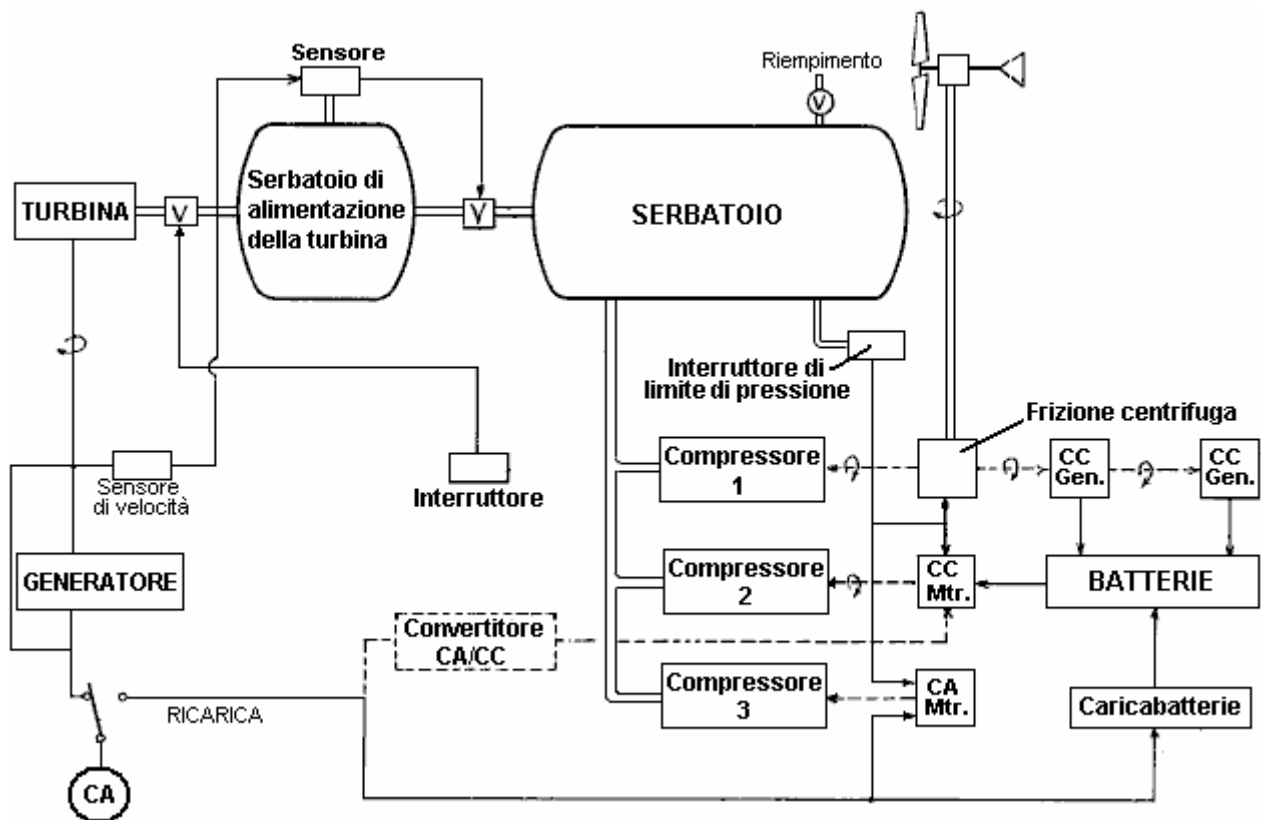 Sensore
Riempimento
V
Serbatoio di
alimentazione
della turbina
TURBINA
V
V
SERBATOIO
Interruttore di
limite di pressione
Frizione centrifuga
Compressore
1
CC
Gen.
CC
Gen.
Sensore
di velocità
Interruttore
GENERATORE
Compressore
2
CC
Mtr.
BATTERIE
Convertitore
CA/CC
Compressore
3
CA
Mtr.
Caricabatterie
RICARICA
CA